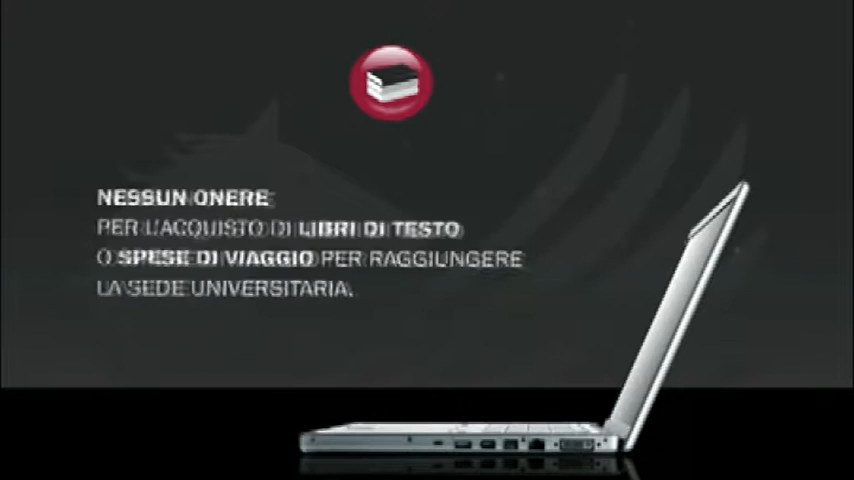 NESSUN ONERE
PER L'ACQUISTO DI LIBRI DI TESTO
O SPESE DI VIAGGIO PER RAGGIUNGERE
LA SEDE UNIVERSITARIA.